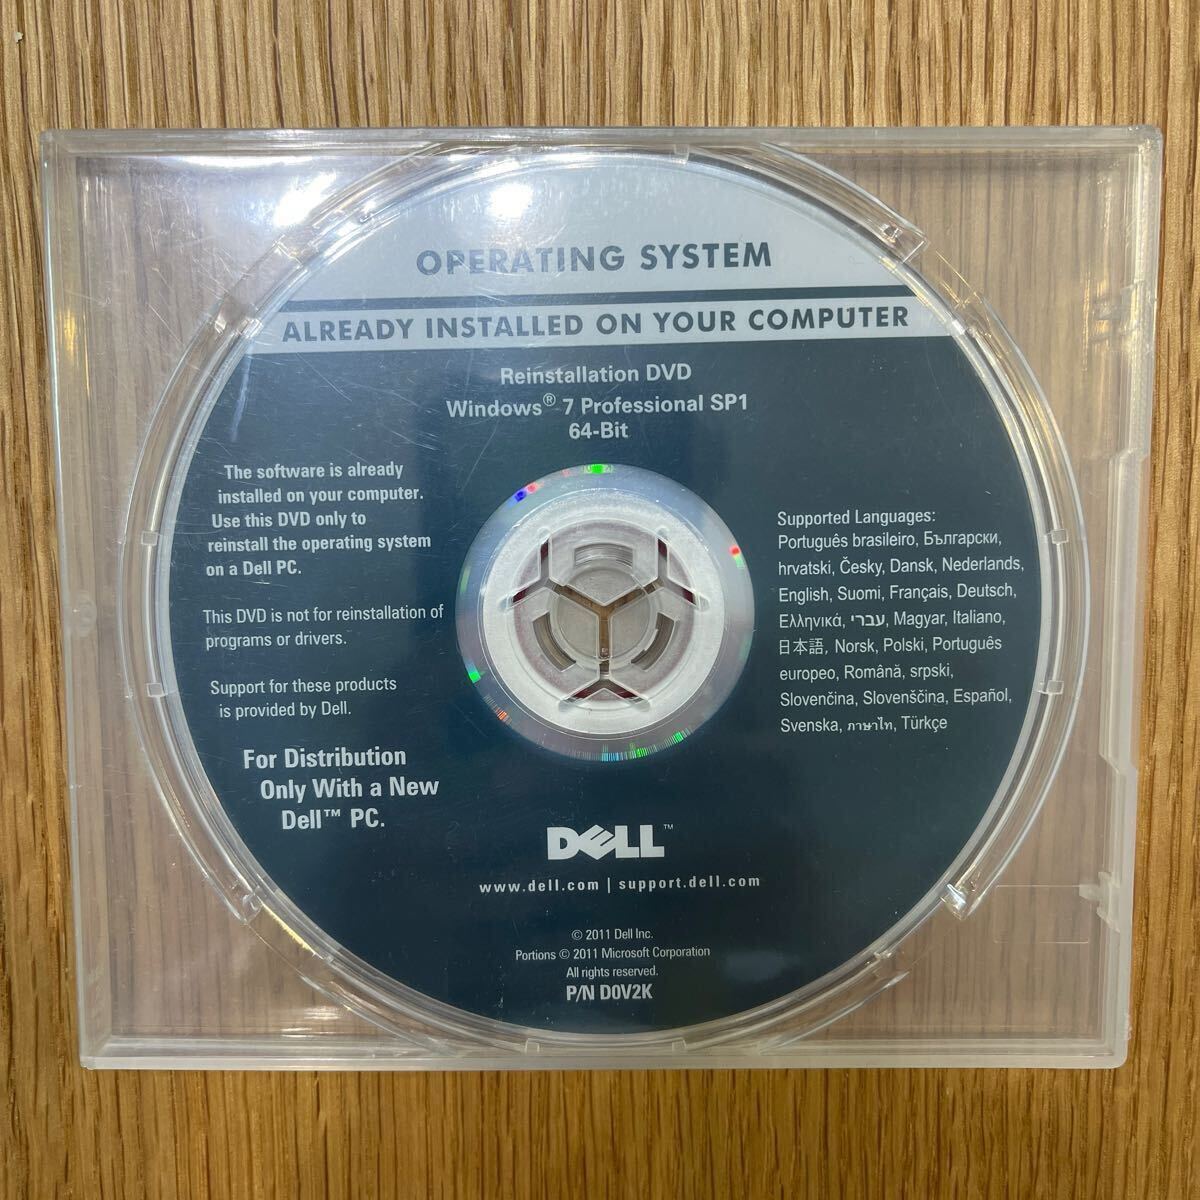 OPERATING SYSTEM
ALREADY INSTALLED ON YOUR COMPUTER
Reinstallation DVD
Windows® 7 Professional SP1
64-Bit
The software is already
installed on your computer.
Use this DVD only to
reinstall the operating system
on a Dell PC.
This DVD is not for reinstallation of
programs or drivers.
Support for these products
is provided by Dell.
For Distribution
Only With a New
Dell™ PC.
Supported Languages:
Português brasileiro, Български,
hrvatski, Česky, Dansk, Nederlands,
English, Suomi, Français, Deutsch,
Ελληνικά, עברי, Magyar, Italiano,
日本語, Norsk, Polski, Português
europeo, Română, srpski,
Slovenčina, Slovenščina, Español,
Svenska, ภาษาไทย, Türkçe
DELL™
www.dell.com | support.dell.com
© 2011 Dell Inc.
Portions © 2011 Microsoft Corporation
All rights reserved.
P/N D0V2K